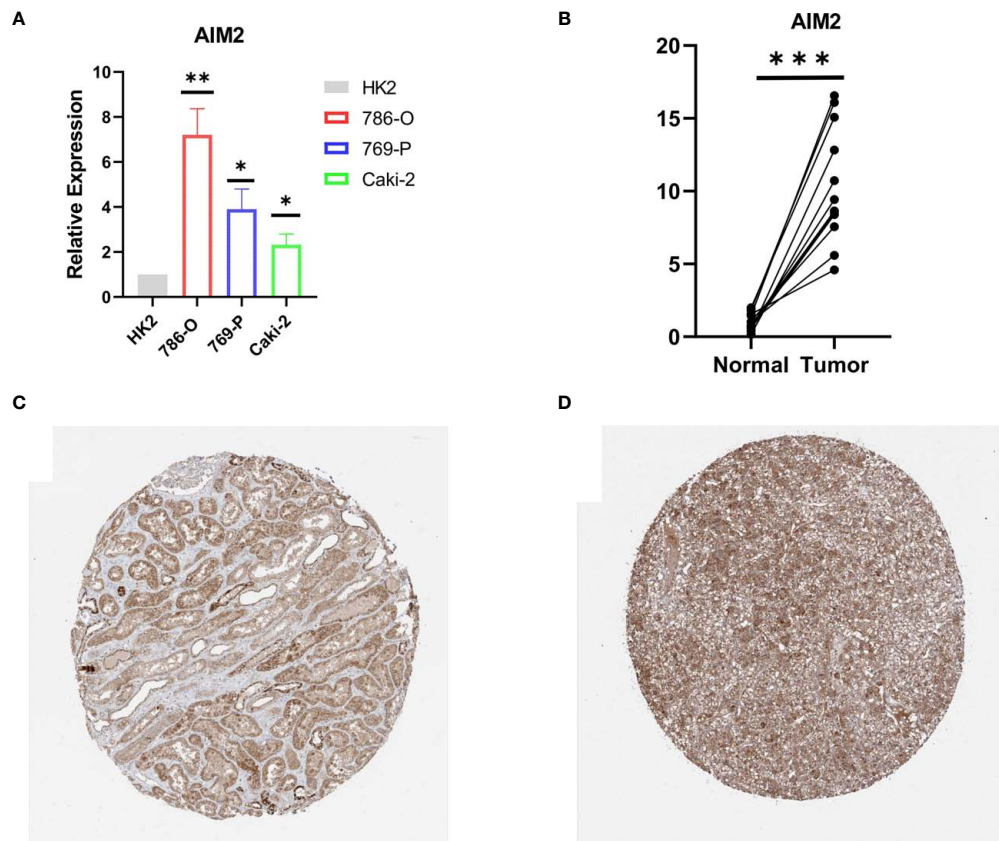 A
AIM2
Relative Expression
10
8
6
4
2
0
**
*
*
HK2
786-O
769-P
Caki-2
HK2
786-O
769-P
Caki-2
B
AIM2
20
15
10
5
0
***
Normal Tumor
C
D